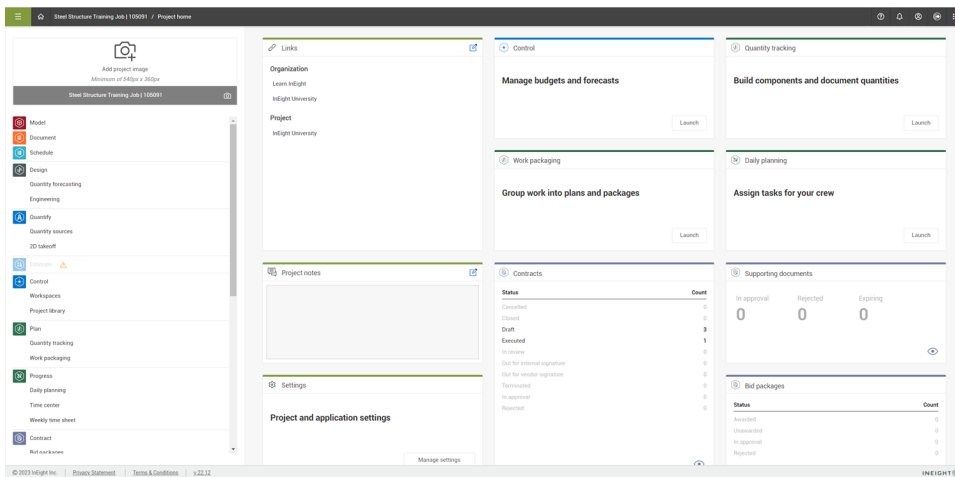 Steel Structure Training Job | 105091 / Project home
Add project image
Minimum of 540px x 360px
Steel Structure Training Job | 105091
Model
Document
Schedule
Design
Quantity forecasting
Engineering
Quantify
Quantity sources
2D takeoff
Estimate
Control
Workspaces
Project library
Plan
Quantity tracking
Work packaging
Progress
Daily planning
Time center
Weekly time sheet
Contract
Bid packages
Links
Organization
Learn.InEight
InEight University
Project
InEight University
Control
Manage budgets and forecasts
Launch
Quantity tracking
Build components and document quantities
Launch
Work packaging
Group work into plans and packages
Launch
Daily planning
Assign tasks for your crew
Launch
Project notes
Settings
Project and application settings
Manage settings
Contracts
Status Count
Cancelled 0
Closed 0
Draft 3
Executed 1
In review 0
Out for internal signature 0
Out for vendor signature 0
Terminated 0
In approval 0
Rejected 0
Supporting documents
In approval Rejected Expiring
0 0 0
Bid packages
Status Count
Awarded 0
Unawarded 0
In approval 0
Rejected 0
© 2023 InEight Inc. Privacy Statement Terms & Conditions v 22.12
INEIGHT